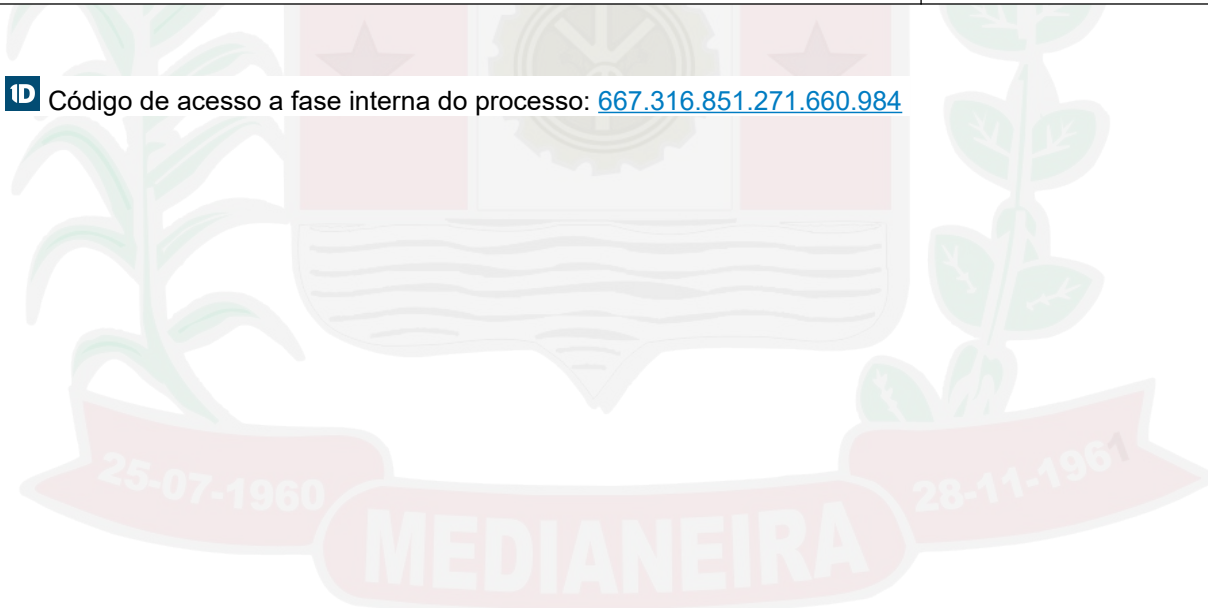 1D Código de acesso a fase interna do processo: 667.316.851.271.660.984
25-07-1960
MEDIANEIRA
28-11-1961